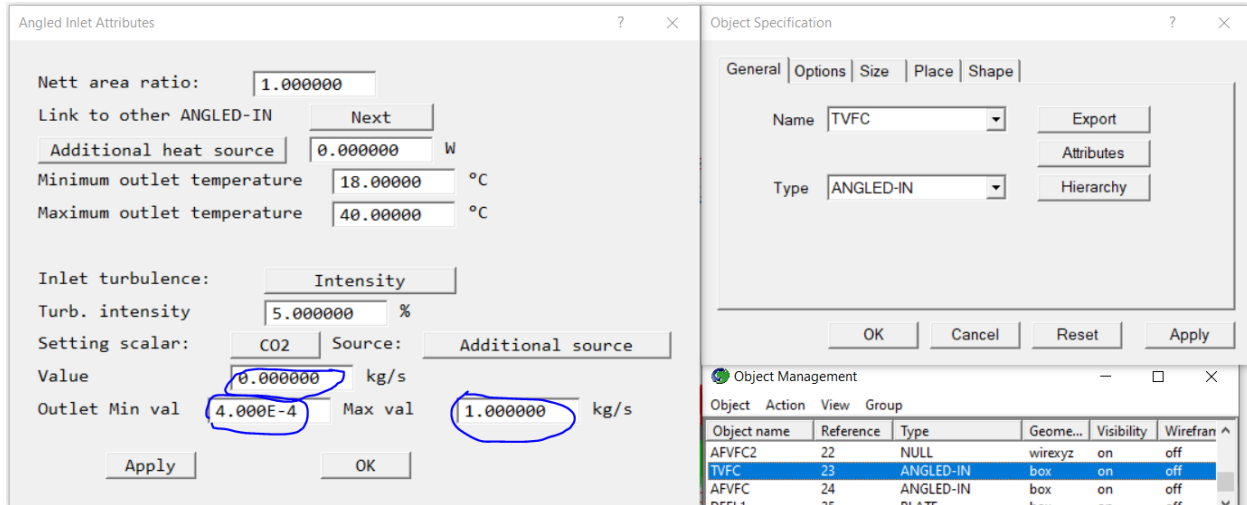 Angled Inlet Attributes ? ×
Nett area ratio: 1.000000
Link to other ANGLED-IN Next
Additional heat source 0.000000 W
Minimum outlet temperature 18.00000 °C
Maximum outlet temperature 40.00000 °C
Inlet turbulence: Intensity
Turb. intensity 5.000000 %
Setting scalar: CO2 Source: Additional source
Value 0.000000 kg/s
Outlet Min val 4.000E-4 Max val 1.000000 kg/s
Apply OK
Object Specification ? ×
General Options Size Place Shape
Name TVFC Export
Attributes
Type ANGLED-IN Hierarchy
OK Cancel Reset Apply
Object Management
Object Action View Group
Object name Reference Type Geome... Visibility Wirefram
AFVFC2 22 NULL wirexyz on off
TVFC 23 ANGLED-IN box on off
AFVFC 24 ANGLED-IN box on off